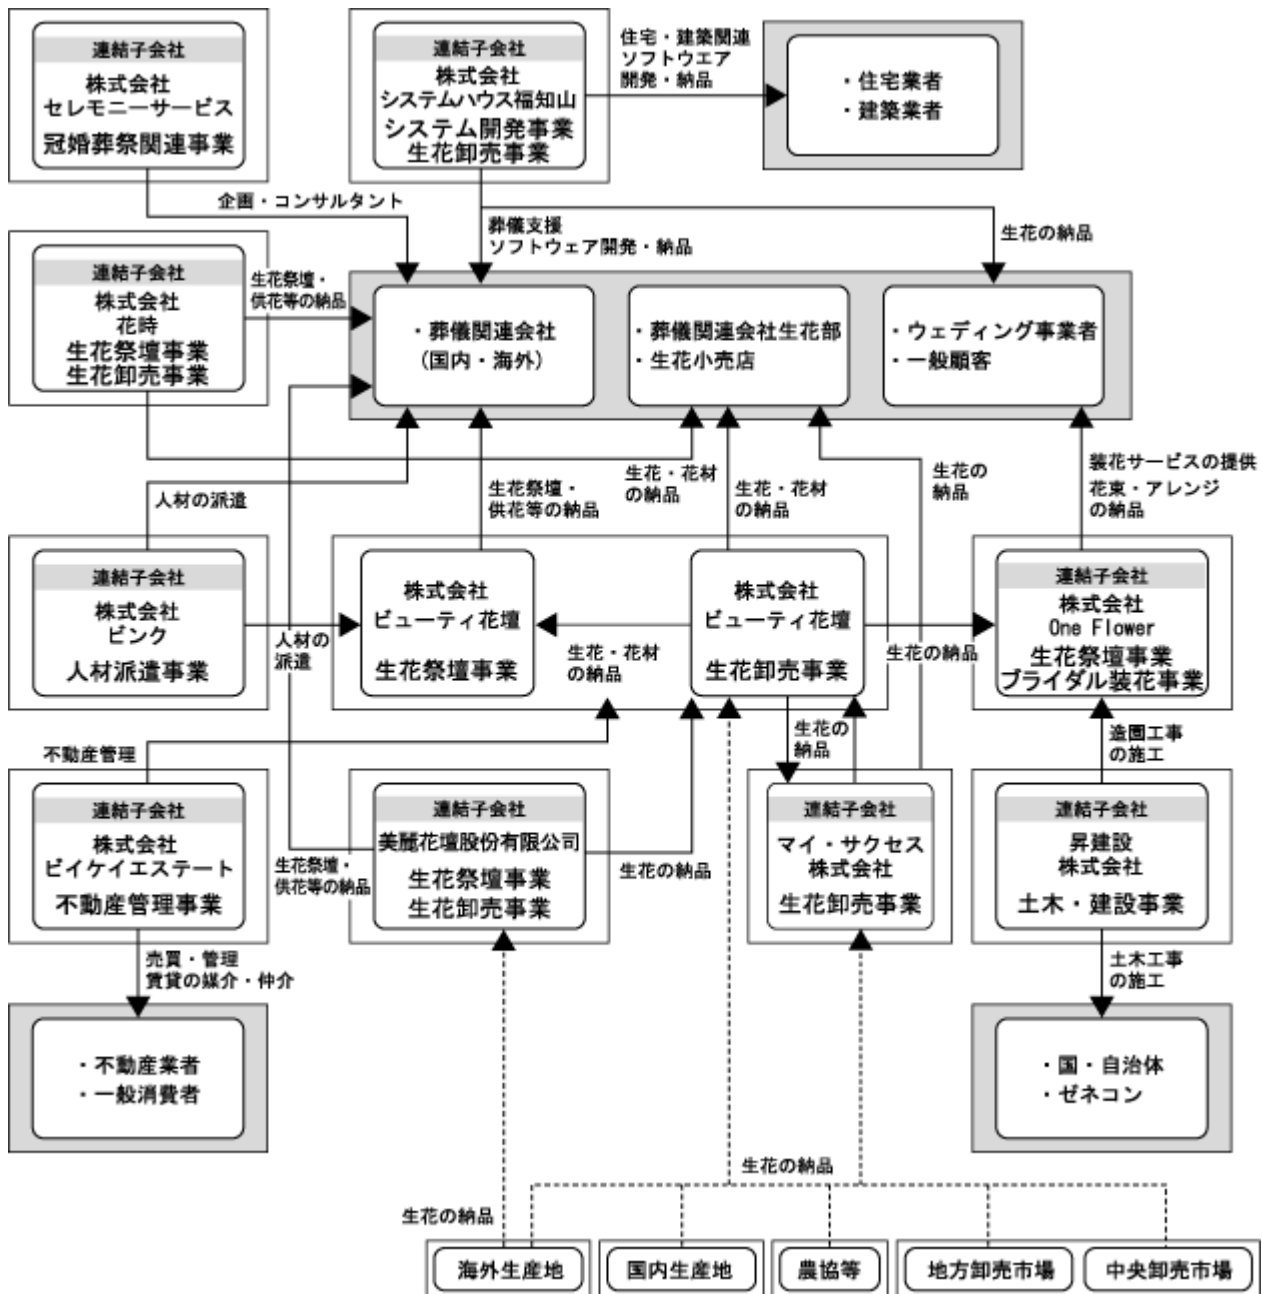 連結子会社
株式会社
セレモニーサービス
冠婚葬祭関連事業
連結子会社
株式会社
システムハウス福知山
システム開発事業
生花卸売事業
住宅・建築関連
ソフトウエア
開発・納品
・住宅業者
・建築業者
企画・コンサルタント
葬儀支援
ソフトウェア開発・納品
生花の納品
連結子会社
株式会社
花時
生花祭壇事業
生花卸売事業
生花祭壇・
供花等の納品
・葬儀関連会社
(国内・海外)
・葬儀関連会社生花部
・生花小売店
・ウェディング事業者
・一般顧客
人材の派遣
生花祭壇・
供花等の納品
生花・花材
の納品
生花・花材
の納品
生花の
納品
装花サービスの提供
花束・アレンジ
の納品
連結子会社
株式会社
ピンク
人材派遣事業
人材の
派遣
株式会社
ビューティ花壇
生花祭壇事業
生花・花材
の納品
株式会社
ビューティ花壇
生花卸売事業
生花の納品
連結子会社
株式会社
One Flower
生花祭壇事業
ブライダル装花事業
不動産管理
生花の
納品
造園工事
の施工
連結子会社
株式会社
ビイケイエステート
不動産管理事業
生花祭壇・
供花等の納品
連結子会社
美麗花壇股份有限公司
生花祭壇事業
生花卸売事業
生花の納品
連結子会社
マイ・サクセス
株式会社
生花卸売事業
連結子会社
昇建設
株式会社
土木・建設事業
売買・管理
賃貸の媒介・仲介
土木工事
の施工
・不動産業者
・一般消費者
・国・自治体
・ゼネコン
生花の納品
生花の納品
海外生産地
国内生産地
農協等
地方卸売市場
中央卸売市場